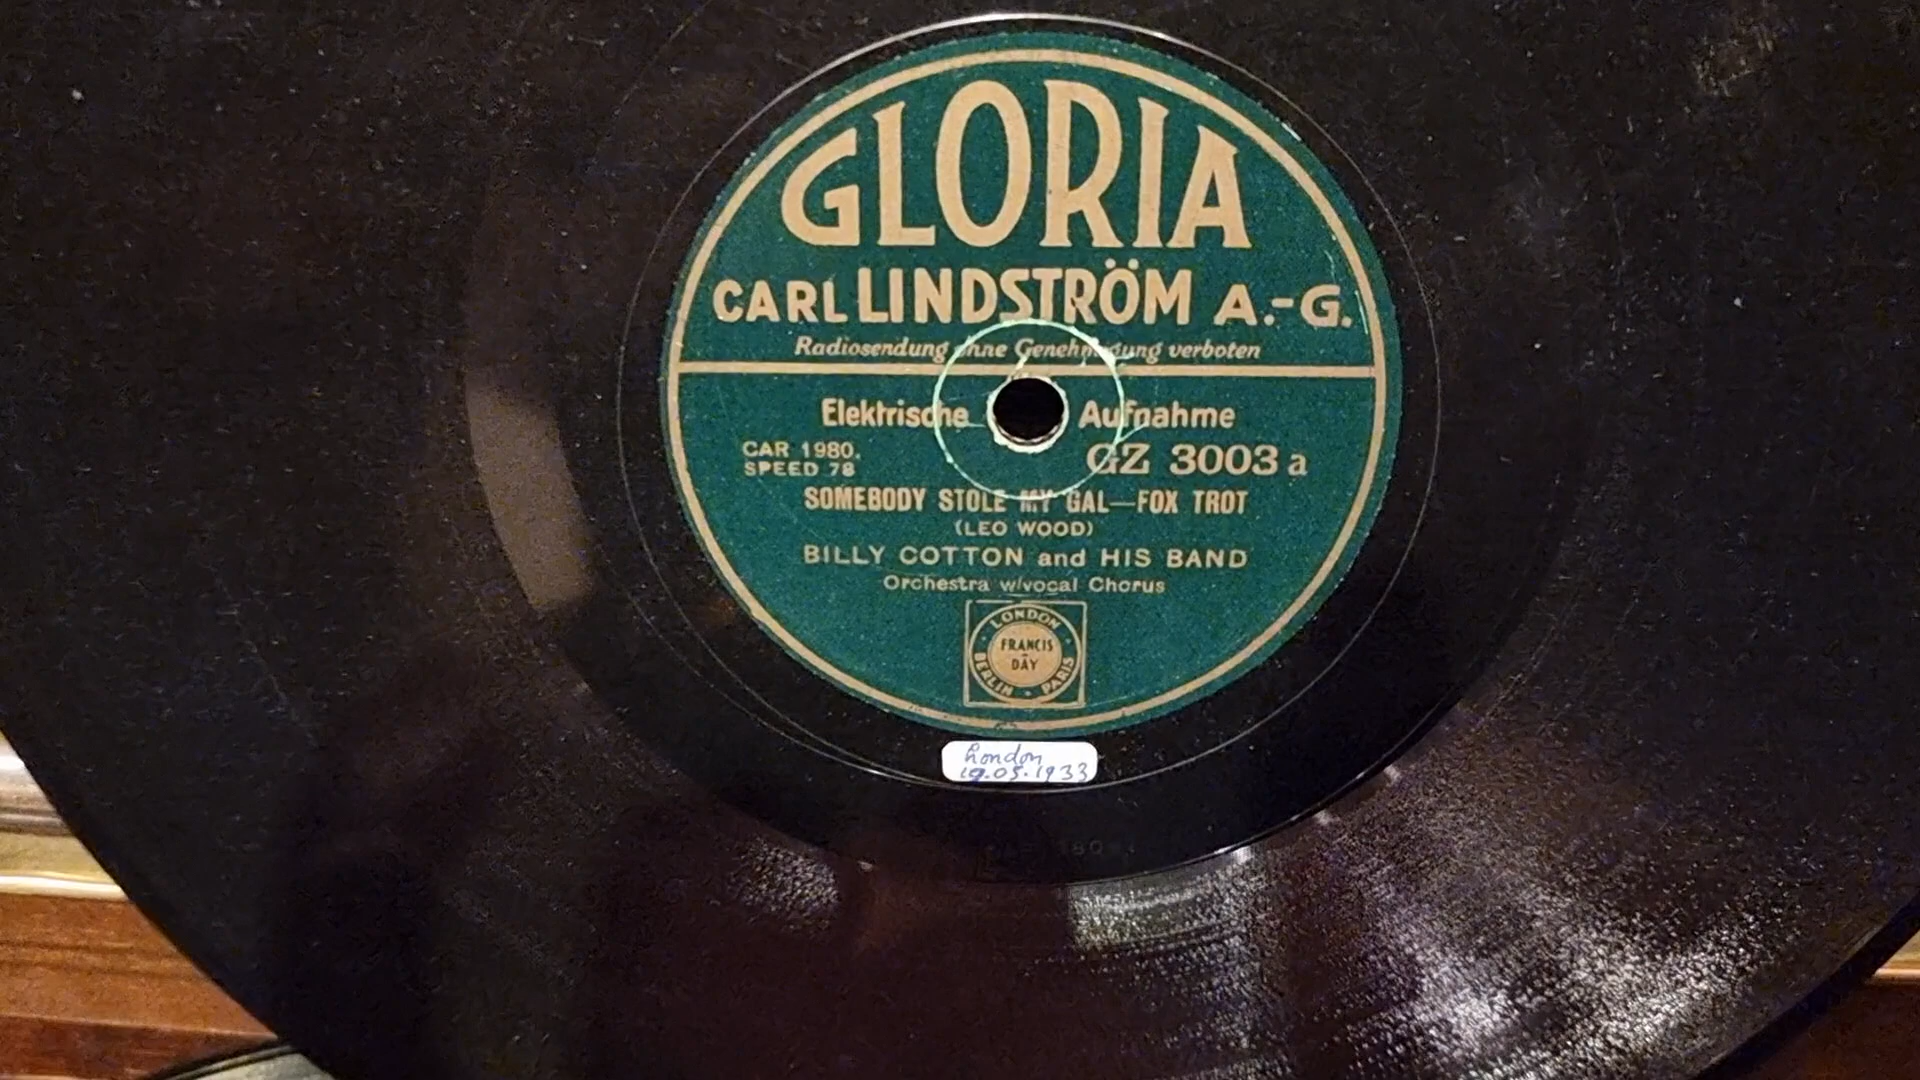 GLORIA
CARL LINDSTRÖM A.-G.
Radiosendung ohne Genehmigung verboten
Elektrische Aufnahme
CAR 1980.
SPEED 78
GZ 3003 a
SOMEBODY STOLE MY GAL—FOX TROT
(LEO WOOD)
BILLY COTTON and HIS BAND
Orchestra w/vocal Chorus
LONDON
FRANCIS-
DAY
BERLIN · PARIS
London
19.05.1933